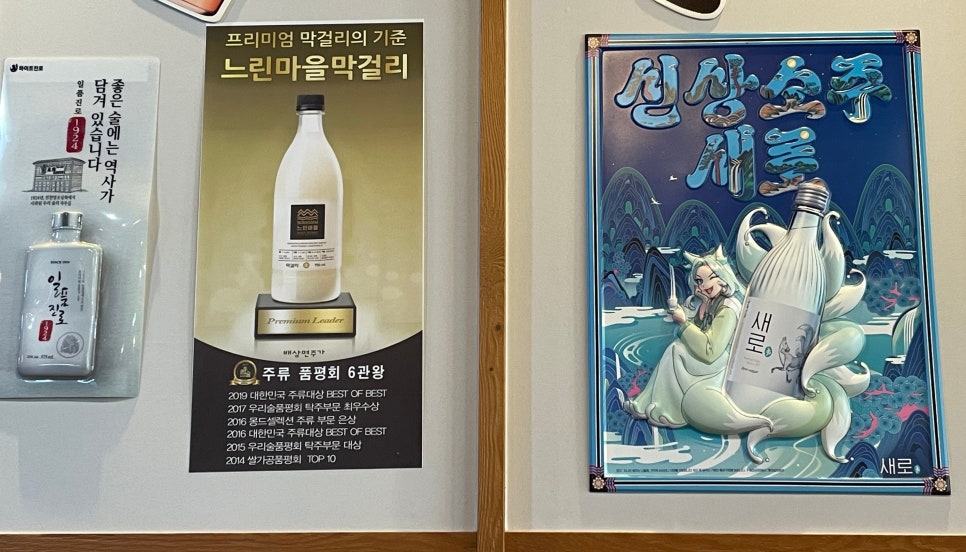 하이트진로
좋은 술에는 역사가
담겨 있습니다
일품진로
1924
SINCE 1924
일품
진로
1924
프리미엄 막걸리의 기준
느린마을막걸리
느린마을
막걸리
Premium Leader
배상면주가
주류 품평회 6관왕
2019 대한민국 주류대상 BEST OF BEST
2017 우리술품평회 탁주부문 최우수상
2016 몽드셀렉션 주류 부문 은상
2016 대한민국 주류대상 BEST OF BEST
2015 우리술품평회 탁주부문 대상
2014 쌀가공품평회 TOP 10
신상소주
새로
새로
새로